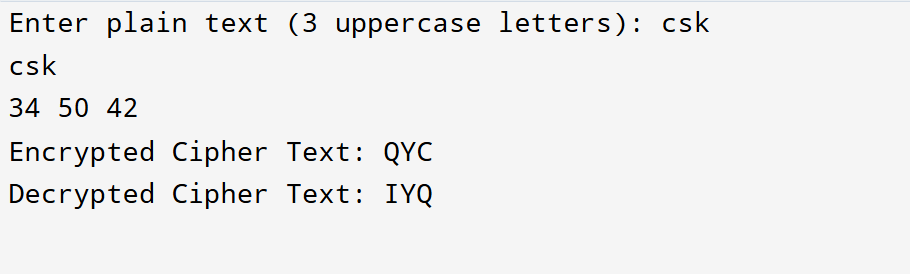 Enter plain text (3 uppercase letters): csk
csk
34 50 42
Encrypted Cipher Text: QYC
Decrypted Cipher Text: IYQ